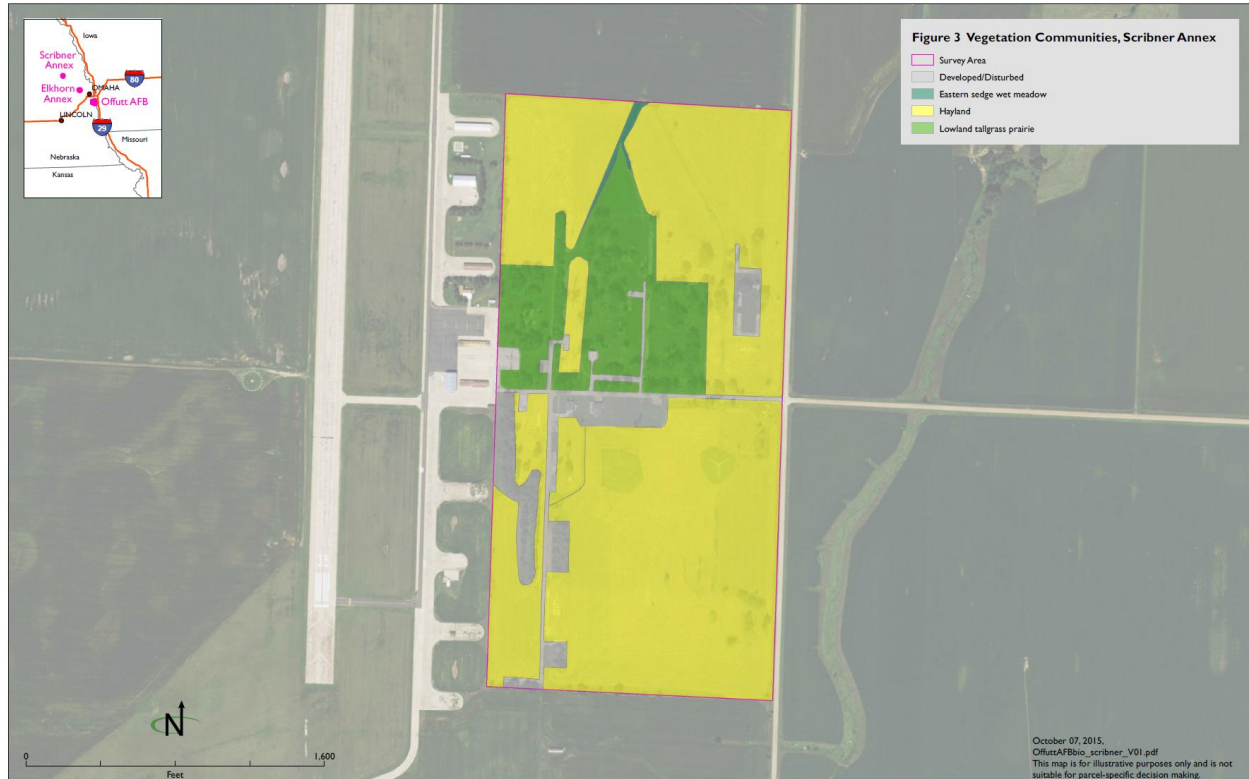 Iowa
Scribner
Annex
80
OMAHA
Elkhorn
Annex
Offutt AFB
LINCOLN
29
Missouri
Nebraska
Kansas
Figure 3 Vegetation Communities, Scribner Annex
Survey Area
Developed/Disturbed
Eastern sedge wet meadow
Hayland
Lowland tallgrass prairie
N
0
1,600
Feet
October 07, 2015,
OffuttAFBbio_scribner_V01.pdf
This map is for illustrative purposes only and is not
suitable for parcel-specific decision making.